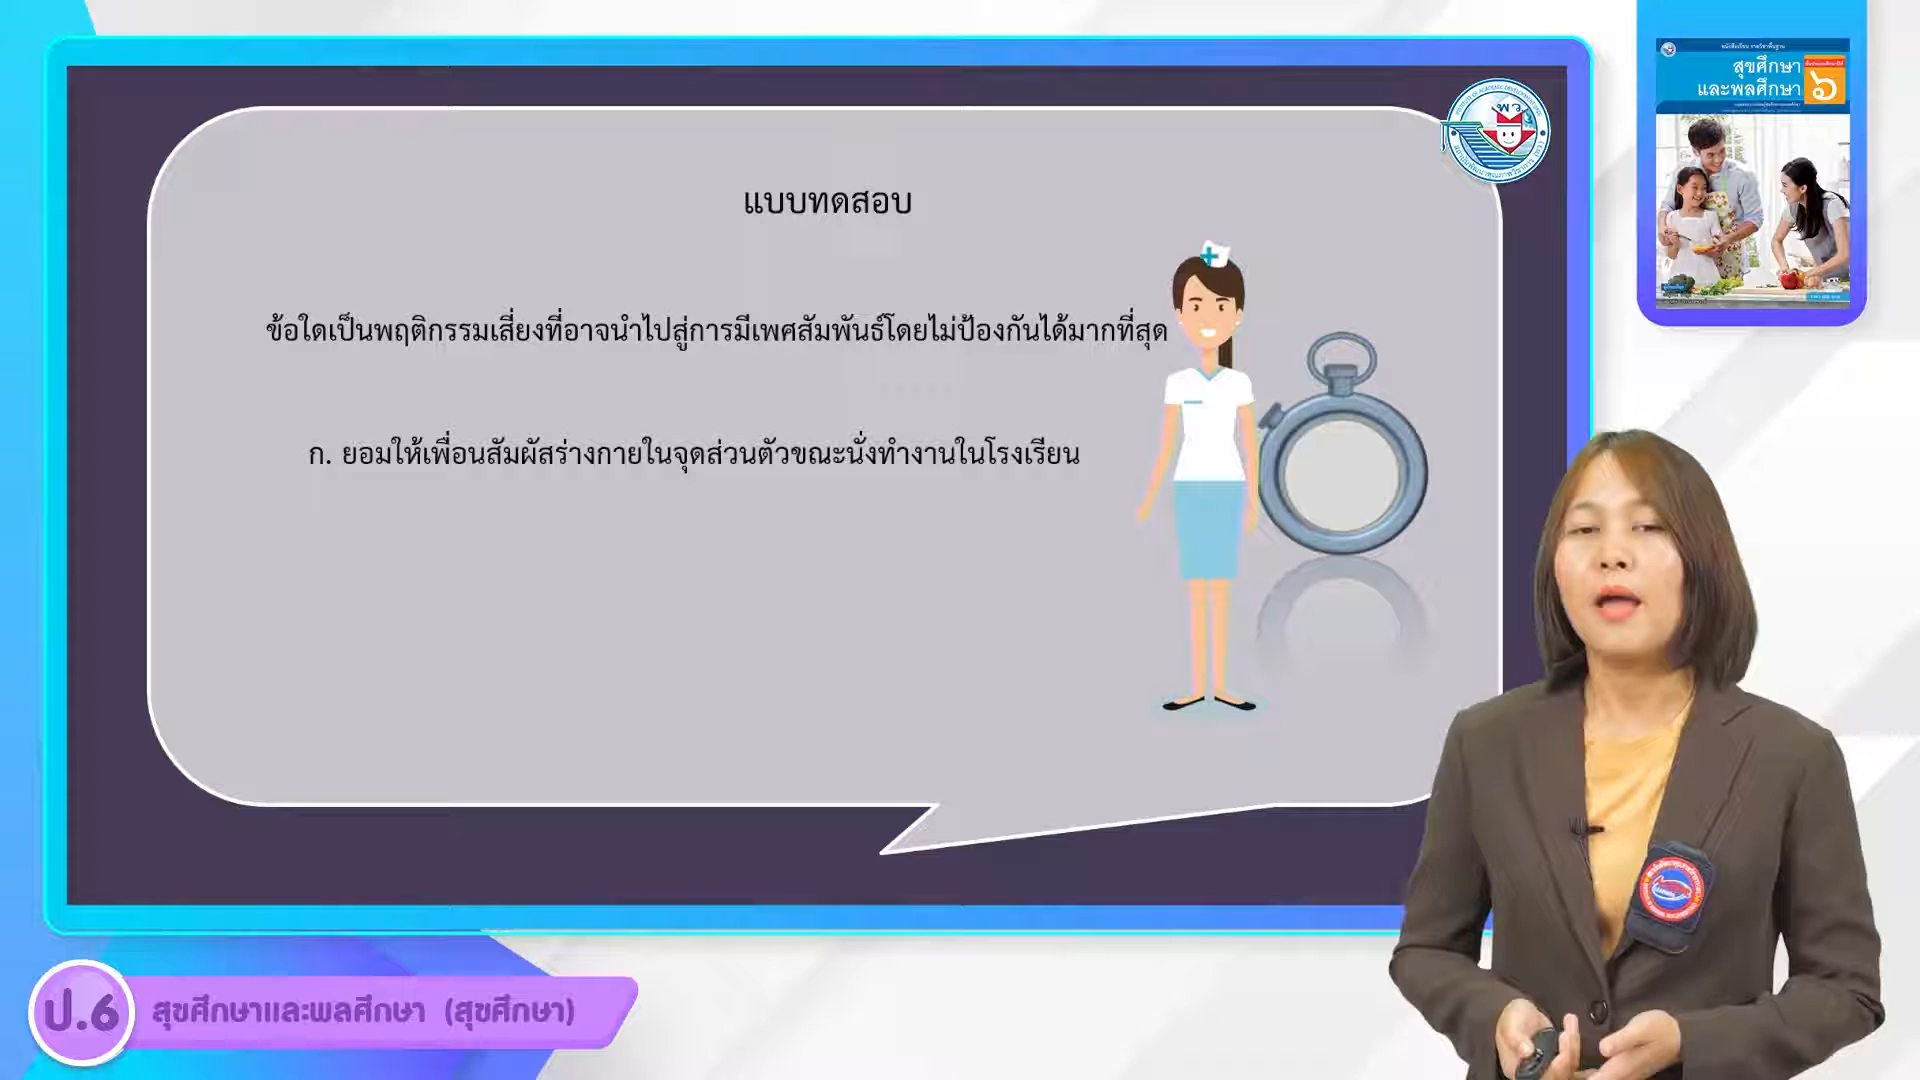 แบบทดสอบ
ข้อใดเป็นพฤติกรรมเสี่ยงที่อาจนำไปสู่การมีเพศสัมพันธ์โดยไม่ป้องกันได้มากที่สุด
ก. ยอมให้เพื่อนสัมผัสร่างกายในจุดส่วนตัวขณะนั่งทำงานในโรงเรียน
พว.
สุขศึกษา
และพลศึกษา
๖
ป.6 สุขศึกษาและพลศึกษา (สุขศึกษา)